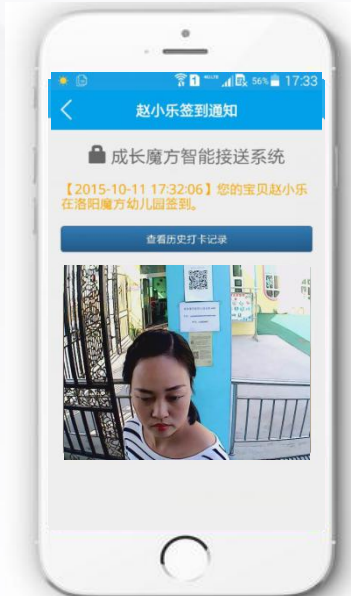 56% 17:33
赵小乐签到通知
成长魔方智能接送系统
【2015-10-11 17:32:06】您的宝贝赵小乐
在洛阳魔方幼儿园签到。
查看历史打卡记录